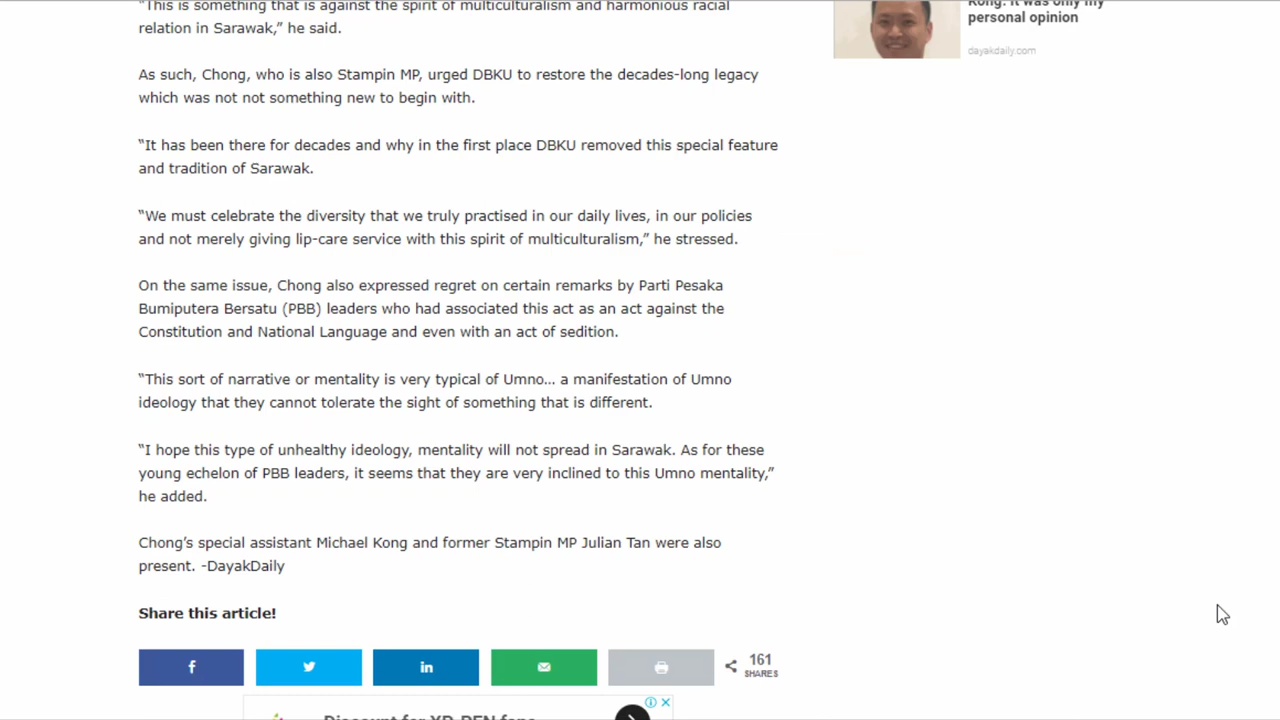 “This is something that is against the spirit of multiculturalism and harmonious racial
relation in Sarawak,” he said.
As such, Chong, who is also Stampin MP, urged DBKU to restore the decades-long legacy
which was not not something new to begin with.
“It has been there for decades and why in the first place DBKU removed this special feature
and tradition of Sarawak.
“We must celebrate the diversity that we truly practised in our daily lives, in our policies
and not merely giving lip-care service with this spirit of multiculturalism,” he stressed.
On the same issue, Chong also expressed regret on certain remarks by Parti Pesaka
Bumiputera Bersatu (PBB) leaders who had associated this act as an act against the
Constitution and National Language and even with an act of sedition.
“This sort of narrative or mentality is very typical of Umno… a manifestation of Umno
ideology that they cannot tolerate the sight of something that is different.
“I hope this type of unhealthy ideology, mentality will not spread in Sarawak. As for these
young echelon of PBB leaders, it seems that they are very inclined to this Umno mentality,”
he added.
Chong’s special assistant Michael Kong and former Stampin MP Julian Tan were also
present. -DayakDaily
Share this article!
161
SHARES
Discount for XP-PEN fans
Kong: It was only my
personal opinion
dayakdaily.com